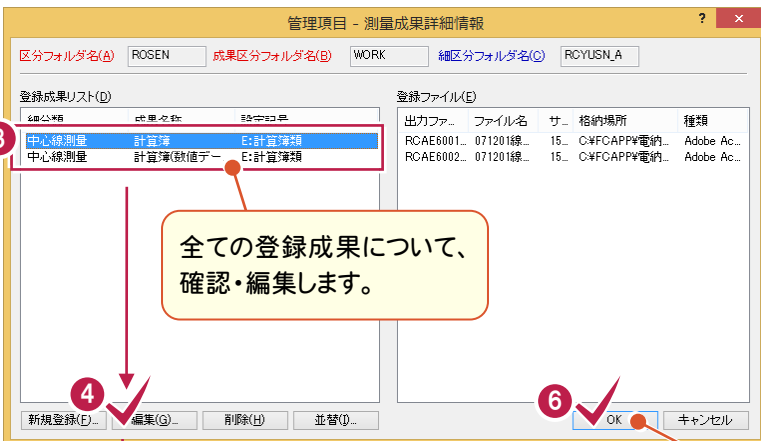 管理項目 - 測量成果詳細情報
? ×
区分フォルダ名(A) ROSEN 成果区分フォルダ名(B) WORK 細区分フォルダ名(C) RCYUSN_A
登録成果リスト(D) 登録ファイル(E)
細分類 成果名称 設定記号
出力ファ... ファイル名 サ... 格納場所 種類
3
中心線測量 計算簿 E:計算簿類
中心線測量 計算簿(数値デー... E:計算簿類
RCAE6001... 071201線... 15... C:¥FCAPP¥電納... Adobe Ac...
RCAE6002... 071201線... 15... C:¥FCAPP¥電納... Adobe Ac...
全ての登録成果について、
確認・編集します。
4
6
新規登録(F)... 編集(G)... 削除(H) 並替(I)... OK キャンセル